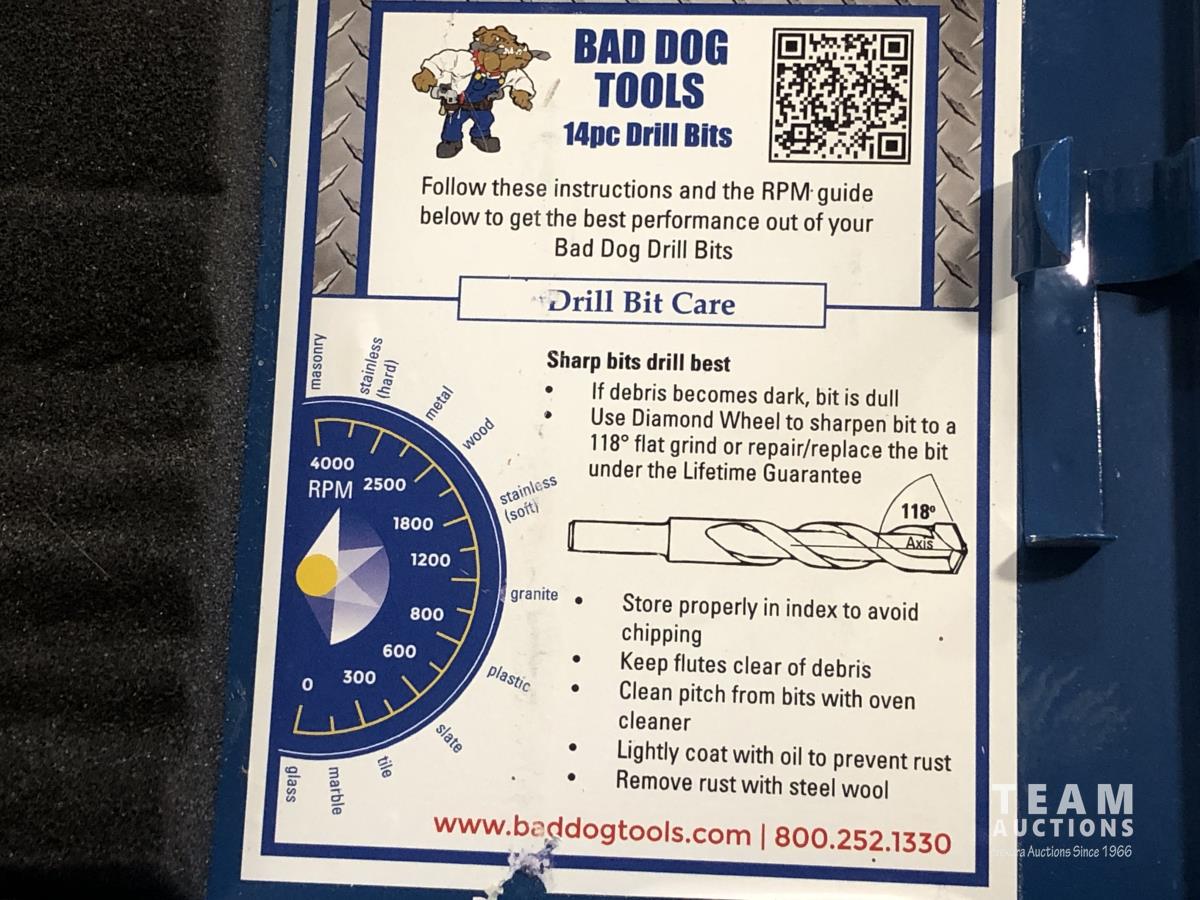 BAD DOG
TOOLS
14pc Drill Bits
Follow these instructions and the RPM guide
below to get the best performance out of your
Bad Dog Drill Bits
Drill Bit Care
masonry
stainless
(hard)
metal
wood
stainless
(soft)
granite
plastic
slate
tile
marble
glass
4000
RPM
2500
1800
1200
800
600
300
0
Sharp bits drill best
• If debris becomes dark, bit is dull
• Use Diamond Wheel to sharpen bit to a
118° flat grind or repair/replace the bit
under the Lifetime Guarantee
118°
Axis
• Store properly in index to avoid
chipping
• Keep flutes clear of debris
• Clean pitch from bits with oven
cleaner
• Lightly coat with oil to prevent rust
• Remove rust with steel wool
www.baddogtools.com | 800.252.1330
TEAM
AUCTIONS
Auctions Since 1966